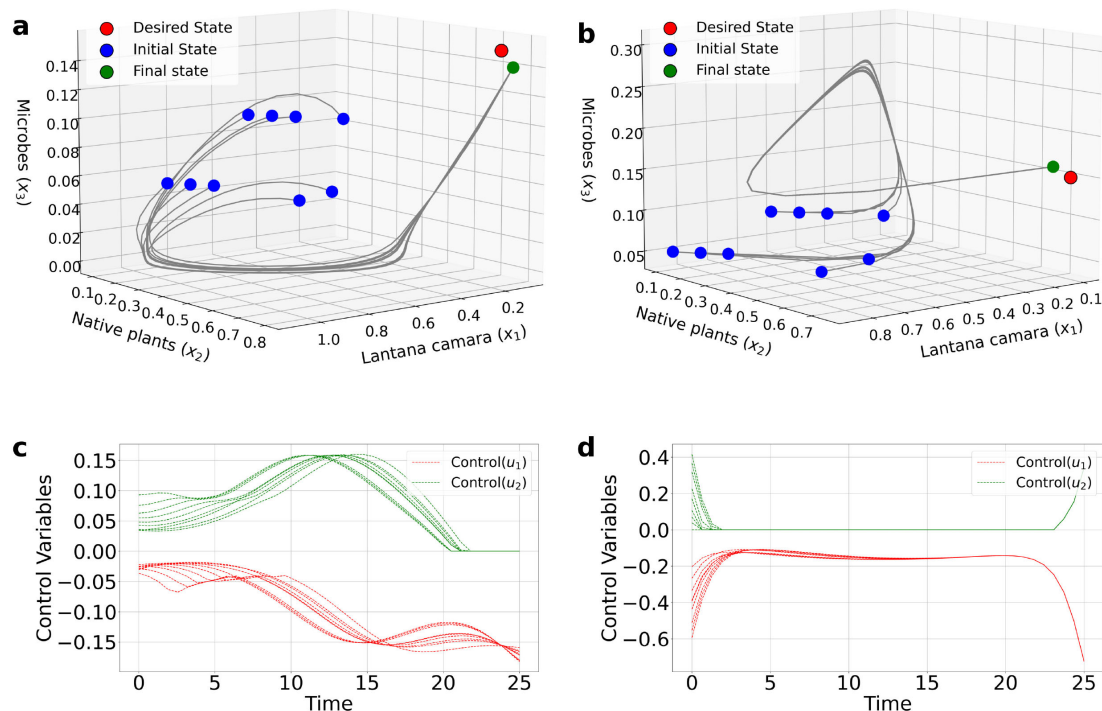 a
Desired State
Initial State
Final state
0.14
0.12
0.10
0.08
0.06
0.04
0.02
0.00
Microbes (x3)
0.1 0.2 0.3 0.4 0.5 0.6 0.7 0.8
Native plants (x2)
1.0 0.8 0.6 0.4 0.2
Lantana camara (x1)
b
Desired State
Initial State
Final state
0.30
0.25
0.20
0.15
0.10
0.05
Microbes (x3)
0.1 0.2 0.3 0.4 0.5 0.6 0.7
Native plants (x2)
0.8 0.7 0.6 0.5 0.4 0.3 0.2 0.1
Lantana camara (x1)
c
Control(u1)
Control(u2)
0.15
0.10
0.05
0.00
−0.05
−0.10
−0.15
Control Variables
0 5 10 15 20 25
Time
d
Control(u1)
Control(u2)
0.4
0.2
0.0
−0.2
−0.4
−0.6
Control Variables
0 5 10 15 20 25
Time